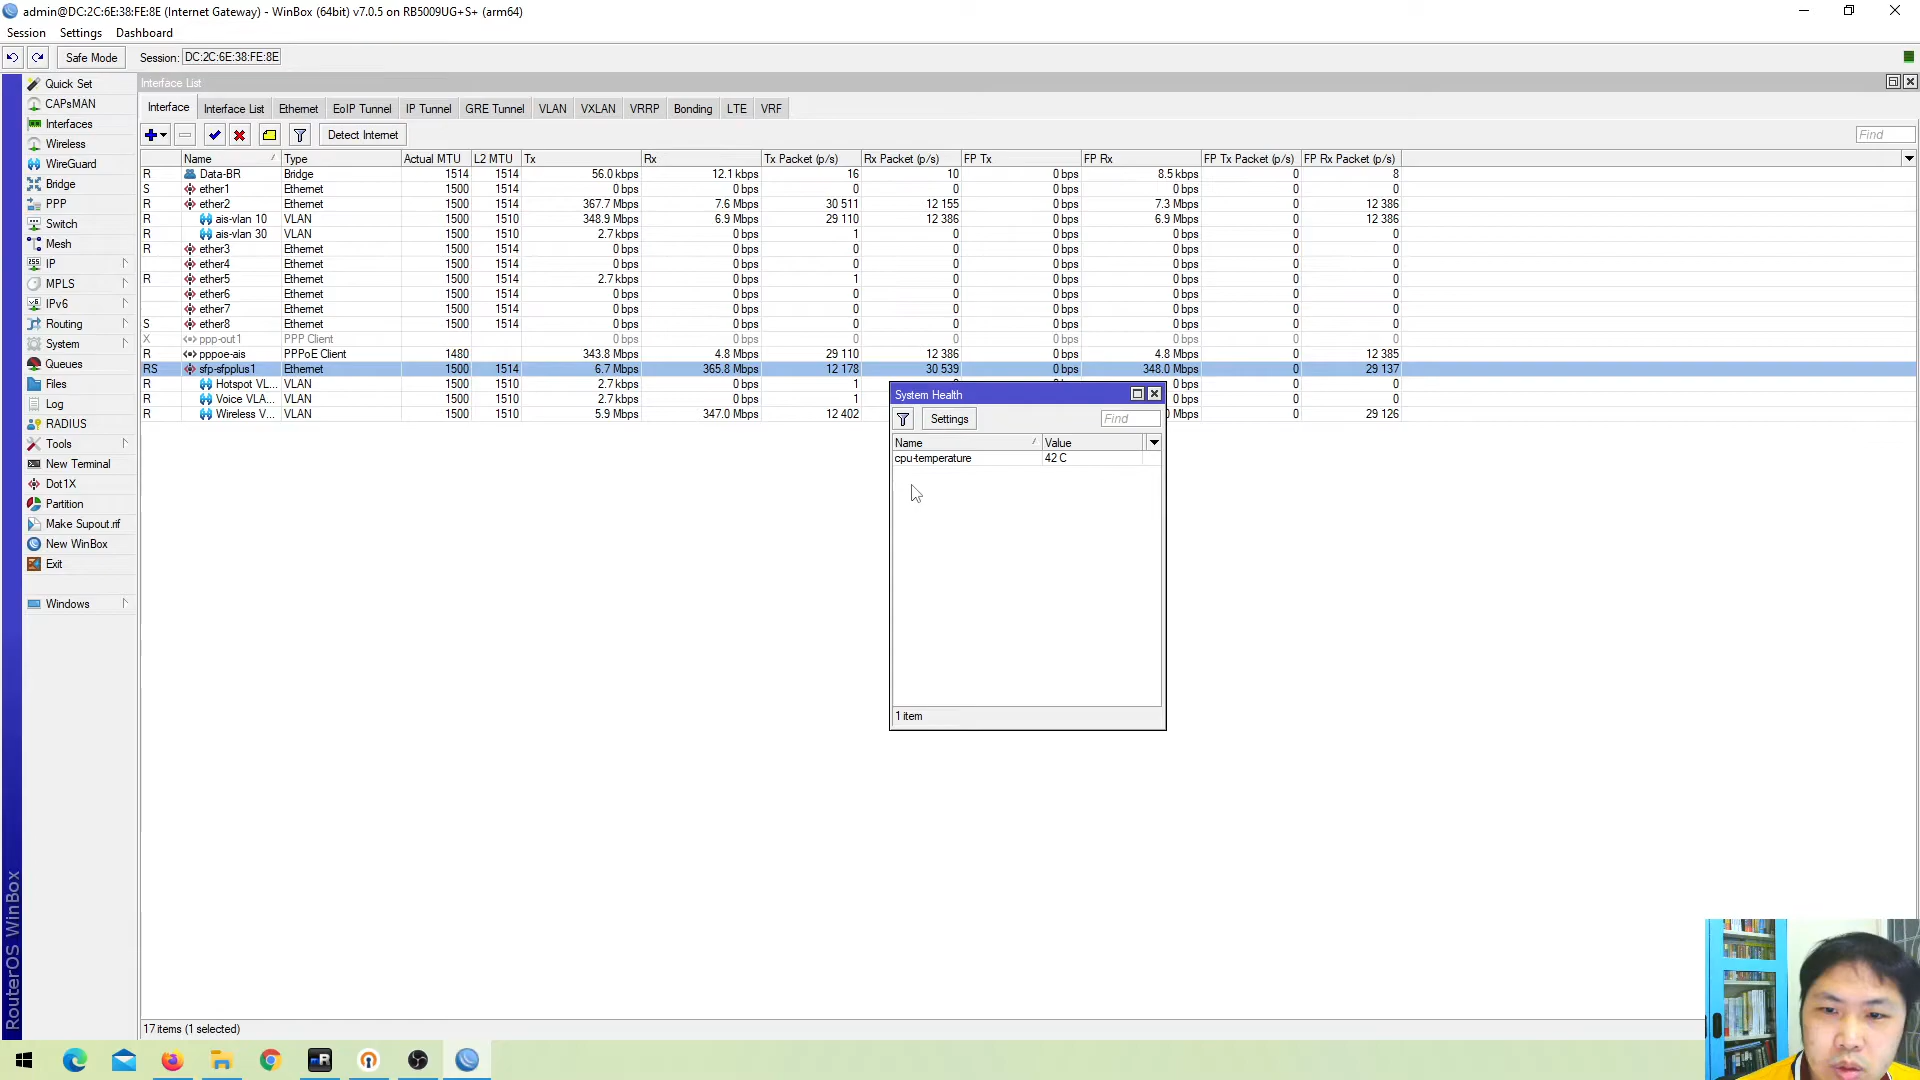 admin@DC:2C:6E:38:FE:8E (Internet Gateway) - WinBox (64bit) v7.0.5 on RB5009UG+S+ (arm64)
Session Settings Dashboard
Safe Mode Session: DC:2C:6E:38:FE:8E
Quick Set
CAPsMAN
Interfaces
Wireless
WireGuard
Bridge
PPP
Switch
Mesh
IP
MPLS
IPv6
Routing
System
Queues
Files
Log
RADIUS
Tools
New Terminal
Dot1X
Partition
Make Supout.rif
New WinBox
Exit
Windows
RouterOS WinBox
Interface List
Interface Interface List Ethernet EoIP Tunnel IP Tunnel GRE Tunnel VLAN VXLAN VRRP Bonding LTE VRF
Detect Internet Find
Name Type Actual MTU L2 MTU Tx Rx Tx Packet (p/s) Rx Packet (p/s) FP Tx FP Rx FP Tx Packet (p/s) FP Rx Packet (p/s)
R Data-BR Bridge 1514 1514 56.0 kbps 12.1 kbps 16 10 0 bps 8.5 kbps 0 8
S ether1 Ethernet 1500 1514 0 bps 0 bps 0 0 0 bps 0 bps 0 0
R ether2 Ethernet 1500 1514 367.7 Mbps 7.6 Mbps 30 511 12 155 0 bps 7.3 Mbps 0 12 386
R ais-vlan 10 VLAN 1500 1510 348.9 Mbps 6.9 Mbps 29 110 12 386 0 bps 6.9 Mbps 0 12 386
R ais-vlan 30 VLAN 1500 1510 2.7 kbps 0 bps 1 0 0 bps 0 bps 0 0
R ether3 Ethernet 1500 1514 0 bps 0 bps 0 0 0 bps 0 bps 0 0
ether4 Ethernet 1500 1514 0 bps 0 bps 0 0 0 bps 0 bps 0 0
R ether5 Ethernet 1500 1514 2.7 kbps 0 bps 1 0 0 bps 0 bps 0 0
ether6 Ethernet 1500 1514 0 bps 0 bps 0 0 0 bps 0 bps 0 0
ether7 Ethernet 1500 1514 0 bps 0 bps 0 0 0 bps 0 bps 0 0
S ether8 Ethernet 1500 1514 0 bps 0 bps 0 0 0 bps 0 bps 0 0
X ppp-out1 PPP Client 0 bps 0 bps 0 0 0 bps 0 bps 0 0
R pppoe-ais PPPoE Client 1480 343.8 Mbps 4.8 Mbps 29 110 12 386 0 bps 4.8 Mbps 0 12 385
RS sfp-sfpplus1 Ethernet 1500 1514 6.7 Mbps 365.8 Mbps 12 178 30 539 0 bps 348.0 Mbps 0 29 137
R Hotspot VL... VLAN 1500 1510 2.7 kbps 0 bps 1 0 bps 0 0
R Voice VLA... VLAN 1500 1510 2.7 kbps 0 bps 1 0 bps 0 0
R Wireless V... VLAN 1500 1510 5.9 Mbps 347.0 Mbps 12 402 0 Mbps 0 29 126
System Health
Settings Find
Name Value
cpu-temperature 42 C
1 item
17 items (1 selected)